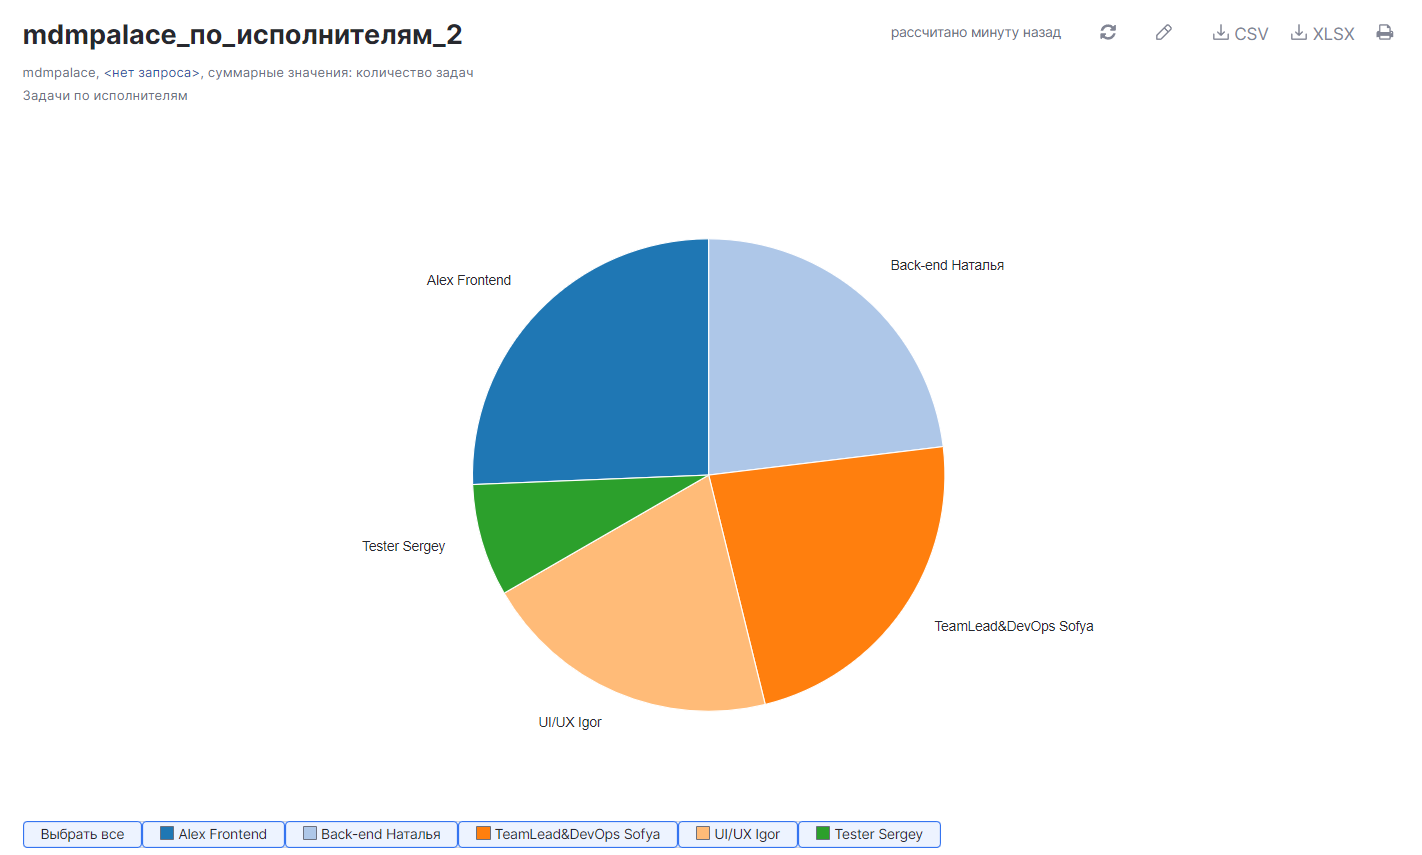 mdmpalace_по_исполнителям_2
рассчитано минуту назад
CSV
XLSX
mdmpalace, <нет запроса>, суммарные значения: количество задач
Задачи по исполнителям
Back-end Наталья
Alex Frontend
Tester Sergey
TeamLead&DevOps Sofya
UI/UX Igor
Выбрать все Alex Frontend Back-end Наталья TeamLead&DevOps Sofya UI/UX Igor Tester Sergey